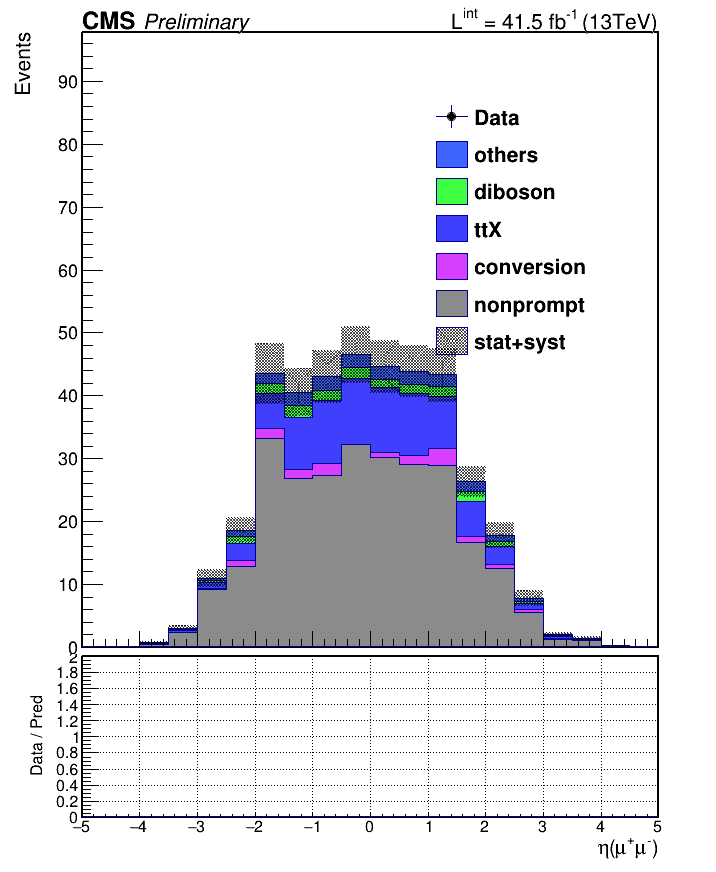 CMS Preliminary L^int = 41.5 fb^-1 (13TeV)
Events
90
80
70
60
50
40
30
20
10
0
Data
others
diboson
ttX
conversion
nonprompt
stat+syst
Data / Pred
2
1.8
1.6
1.4
1.2
1
0.8
0.6
0.4
0.2
0
−5 −4 −3 −2 −1 0 1 2 3 4 5
η(μ^+μ^-)